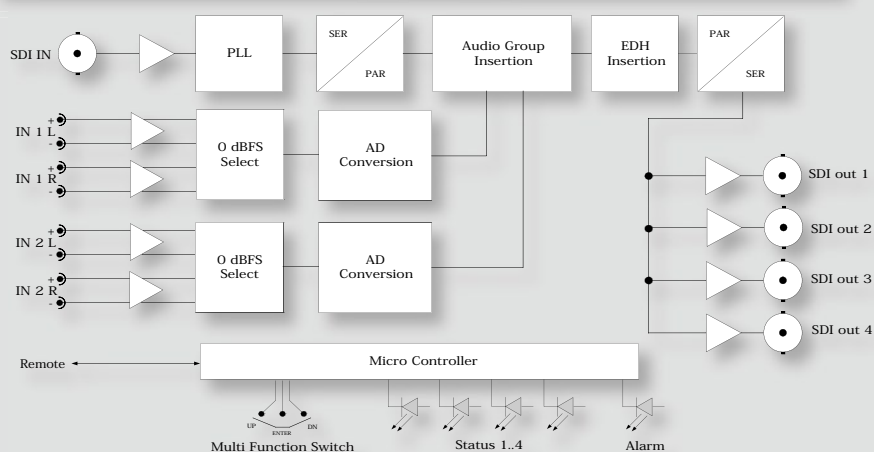 SDI IN
PLL
SER
PAR
Audio Group
Insertion
EDH
Insertion
PAR
SER
IN 1 L
+
-
IN 1 R
+
-
0 dBFS
Select
AD
Conversion
IN 2 L
+
-
IN 2 R
+
-
0 dBFS
Select
AD
Conversion
SDI out 1
SDI out 2
SDI out 3
SDI out 4
Remote
Micro Controller
UP
ENTER
DN
Multi Function Switch
Status 1..4
Alarm